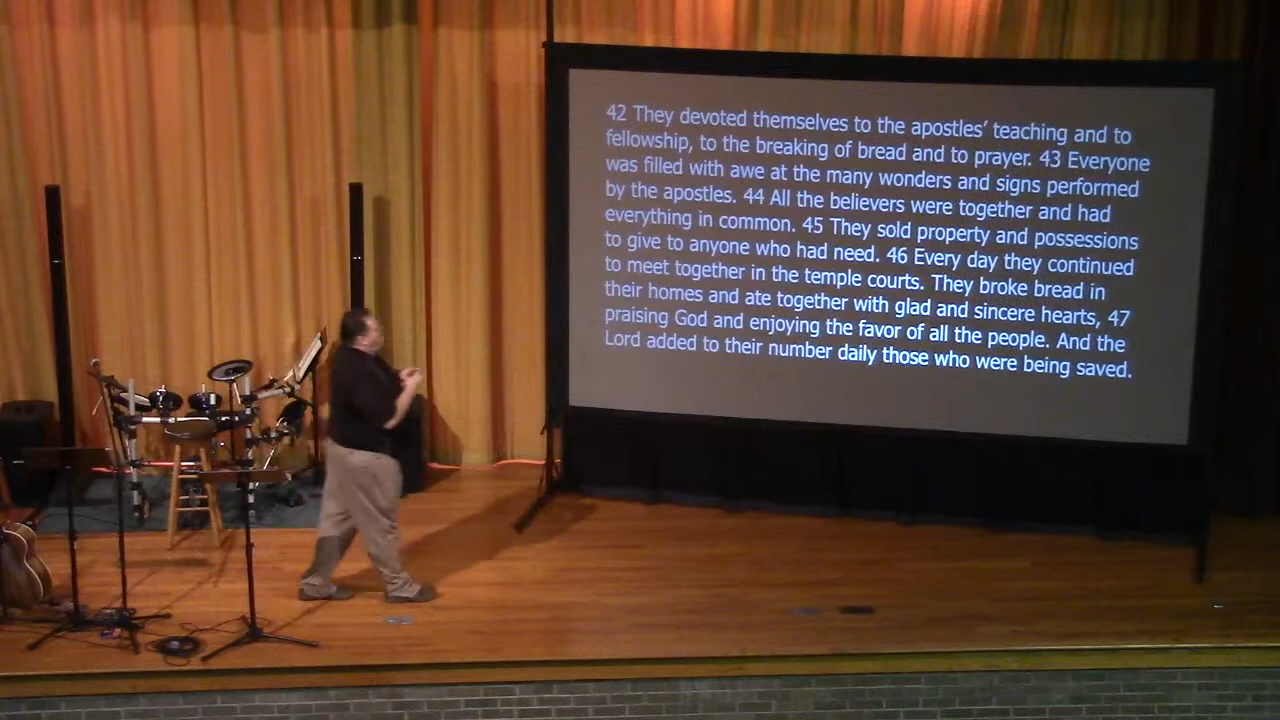 42 They devoted themselves to the apostles’ teaching and to
fellowship, to the breaking of bread and to prayer. 43 Everyone
was filled with awe at the many wonders and signs performed
by the apostles. 44 All the believers were together and had
everything in common. 45 They sold property and possessions
to give to anyone who had need. 46 Every day they continued
to meet together in the temple courts. They broke bread in
their homes and ate together with glad and sincere hearts, 47
praising God and enjoying the favor of all the people. And the
Lord added to their number daily those who were being saved.